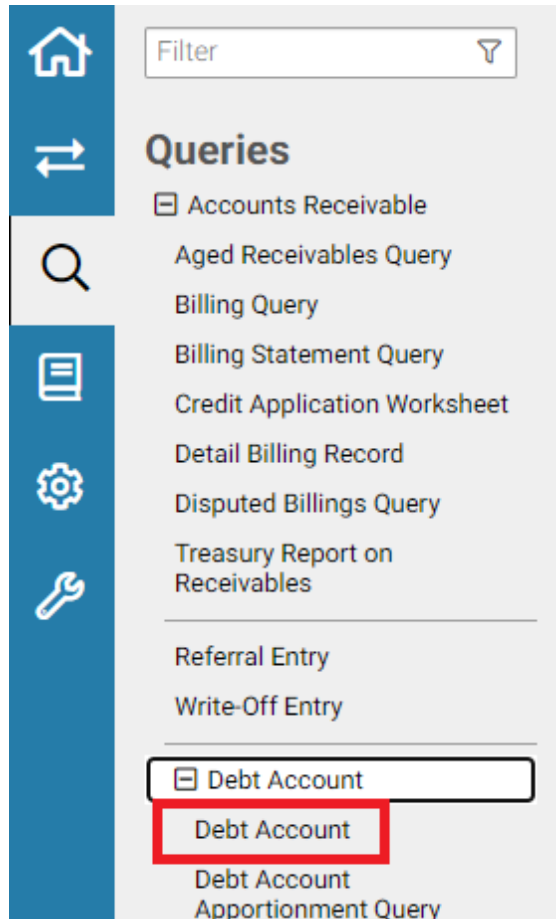 Filter
Queries
Accounts Receivable
Aged Receivables Query
Billing Query
Billing Statement Query
Credit Application Worksheet
Detail Billing Record
Disputed Billings Query
Treasury Report on
Receivables
Referral Entry
Write-Off Entry
Debt Account
Debt Account
Debt Account
Apportionment Query